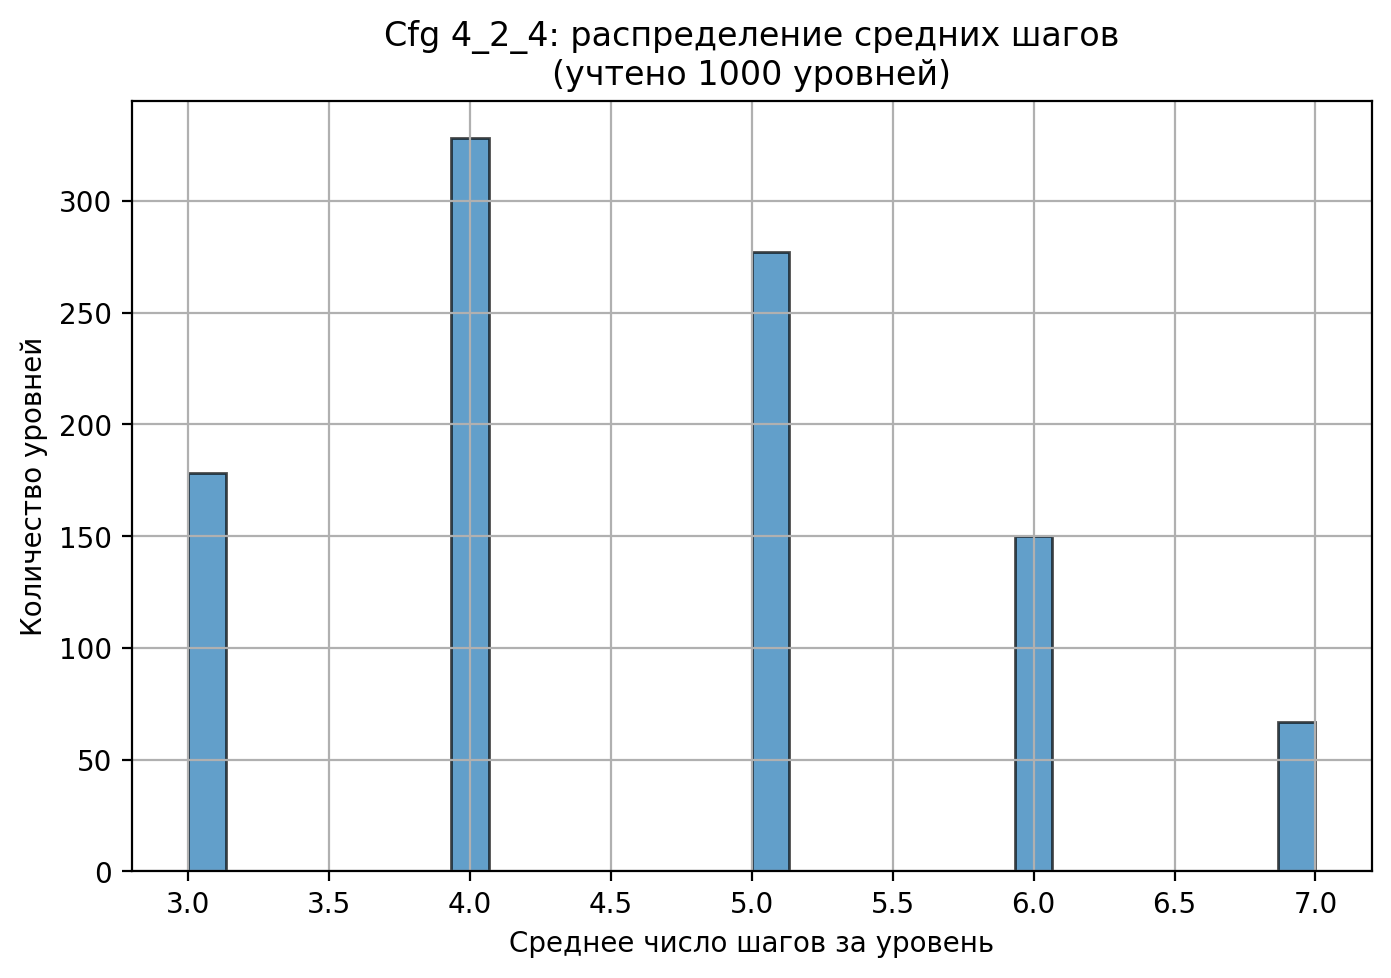 Cfg 4_2_4: распределение средних шагов
(учтено 1000 уровней)
Количество уровней
300
250
200
150
100
50
0
3.0 3.5 4.0 4.5 5.0 5.5 6.0 6.5 7.0
Среднее число шагов за уровень